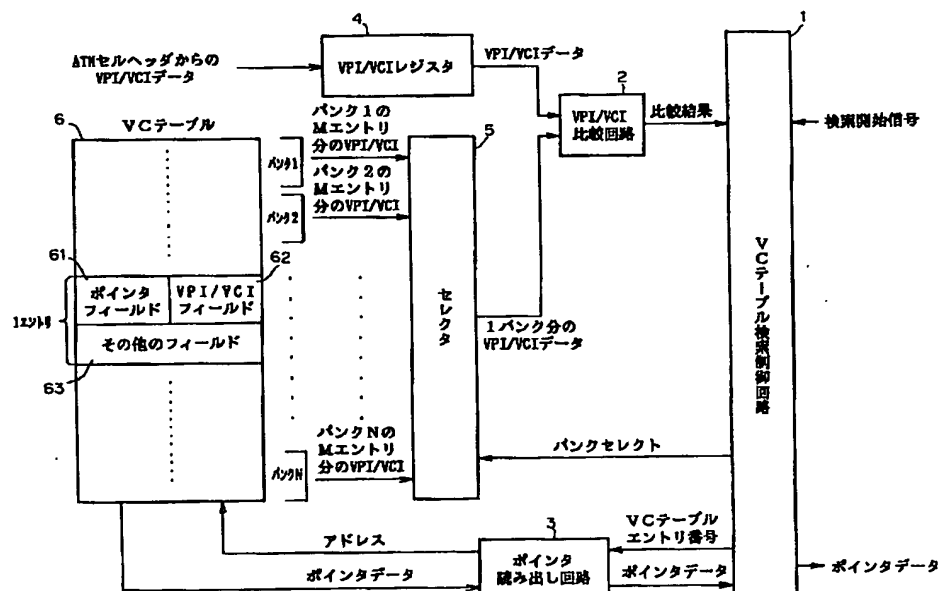 1
4
ATMセルヘッダからの
VPI/VCIデータ
VPI/VCIレジスタ
VPI/VCIデータ
2
VPI/VCI
比較回路
比較結果
検索開始信号
6
VCテーブル
バンク1
バンク1の
Mエントリ
分のVPI/VCI
バンク2
バンク2の
Mエントリ
分のVPI/VCI
5
セレクタ
61
62
1エントリ
ポインタ
フィールド
VPI/VCI
フィールド
その他のフィールド
63
1バンク分の
VPI/VCIデータ
VCテーブル検索制御回路
バンクN
バンクNの
Mエントリ
分のVPI/VCI
バンクセレクト
3
アドレス
ポインタデータ
ポインタ
読み出し回路
VCテーブル
エントリ番号
ポインタデータ
ポインタデータ